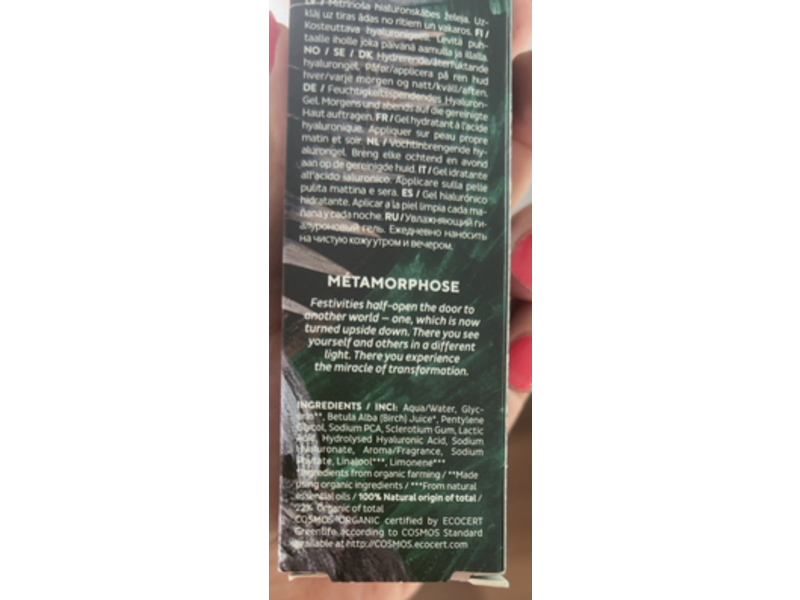 LV / Mitrinoša hialuronskābes želeja. Uz-
klāj uz tīras ādas no rītiem un vakaros. FI /
Kosteuttava hyaluronigeeli. Levitä puh-
taalle iholle joka päivänä aamulla ja illalla.
NO / SE / DK Hydrerende/återfuktande
hyalurongel. Påfør/applicera på ren hud
hver/varje morgen og natt/kväll/aften.
DE / Feuchtigkeitsspendendes Hyaluron-
Gel. Morgens und abends auf die gereinigte
Haut auftragen. FR / Gel hydratant à l'acide
hyaluronique. Appliquer sur peau propre
matin et soir. NL / Vochtinbrengende hy-
alurongel. Breng elke ochtend en avond
aan op de gereinigde huid. IT / Gel idratante
all'acido ialuronico. Applicare sulla pelle
pulita mattina e sera. ES / Gel hialurónico
hidratante. Aplicar a la piel limpia cada ma-
ñana y cada noche. RU / Увлажняющий ги-
алуроновый гель. Ежедневно наносить
на чистую кожу утром и вечером.
MÉTAMORPHOSE
Festivities half-open the door to
another world – one, which is now
turned upside down. There you see
yourself and others in a different
light. There you experience
the miracle of transformation.
INGREDIENTS / INCI: Aqua/Water, Glyc-
erin**, Betula Alba (Birch) Juice*, Pentylene
Glycol, Sodium PCA, Sclerotium Gum, Lactic
Acid, Hydrolysed Hyaluronic Acid, Sodium
Hyaluronate, Aroma/Fragrance, Sodium
Phytate, Linalool***, Limonene***
*Ingredients from organic farming / **Made
using organic ingredients / ***From natural
essential oils / 100% Natural origin of total /
22% Organic of total
COSMOS ORGANIC certified by ECOCERT
Greenlife according to COSMOS Standard
available at http://COSMOS.ecocert.com